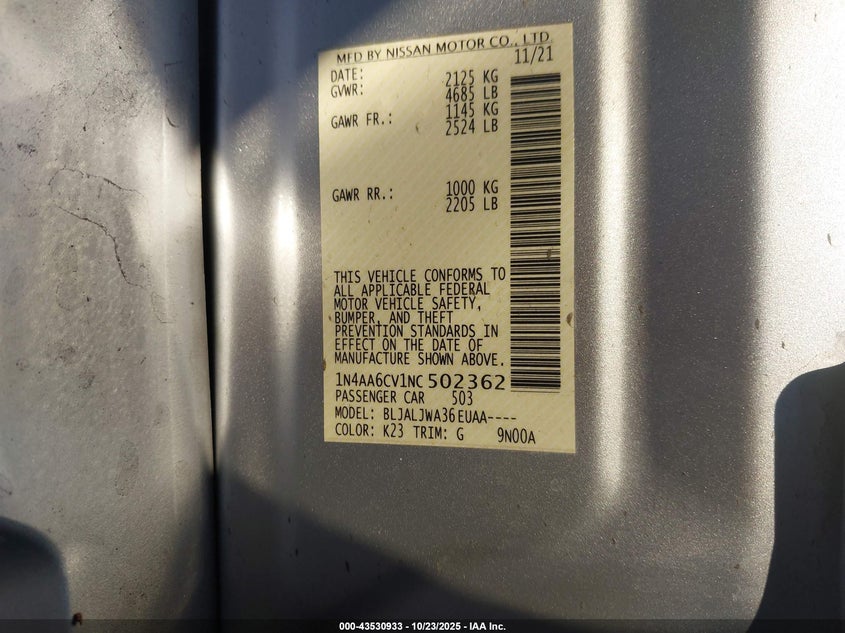 MFD BY NISSAN MOTOR CO., LTD.
DATE: 11/21
GVWR: 2125 KG
4685 LB
GAWR FR.: 1145 KG
2524 LB
GAWR RR.: 1000 KG
2205 LB
THIS VEHICLE CONFORMS TO
ALL APPLICABLE FEDERAL
MOTOR VEHICLE SAFETY,
BUMPER, AND THEFT
PREVENTION STANDARDS IN
EFFECT ON THE DATE OF
MANUFACTURE SHOWN ABOVE.
1N4AA6CV1NC502362
PASSENGER CAR 503
MODEL: BLJALJWA36EUAA----
COLOR: K23 TRIM: G 9N00A
000-43530933 - 10/23/2025 - IAA Inc.